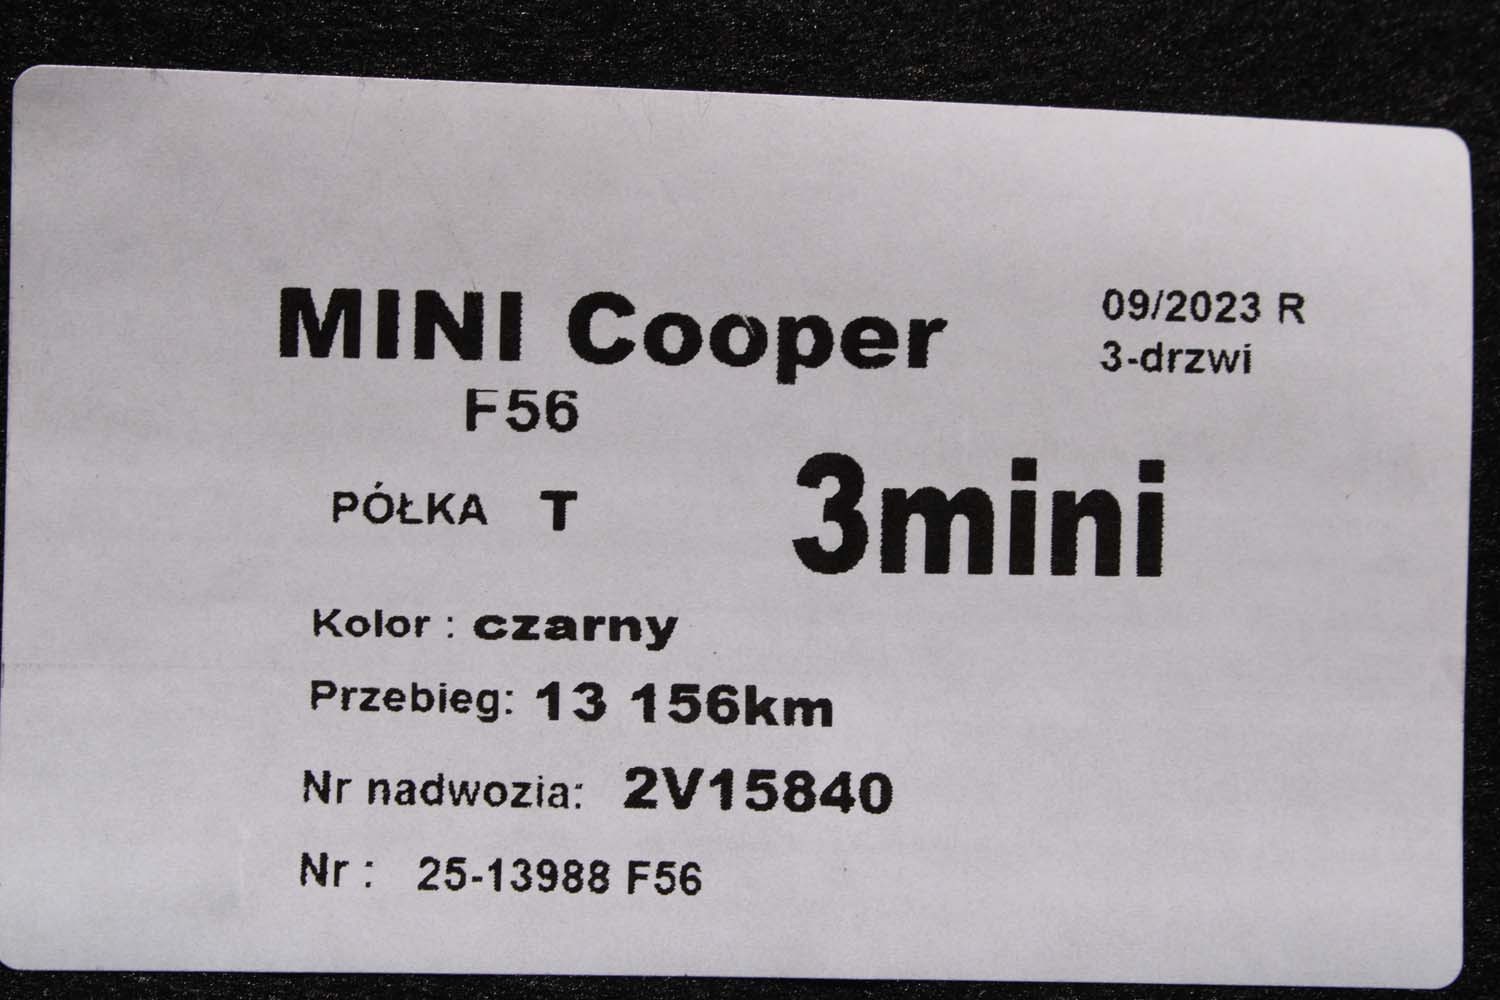 MINI Cooper 09/2023 R
3-drzwi
F56
PÓŁKA T 3mini
Kolor : czarny
Przebieg: 13 156km
Nr nadwozia: 2V15840
Nr : 25-13988 F56